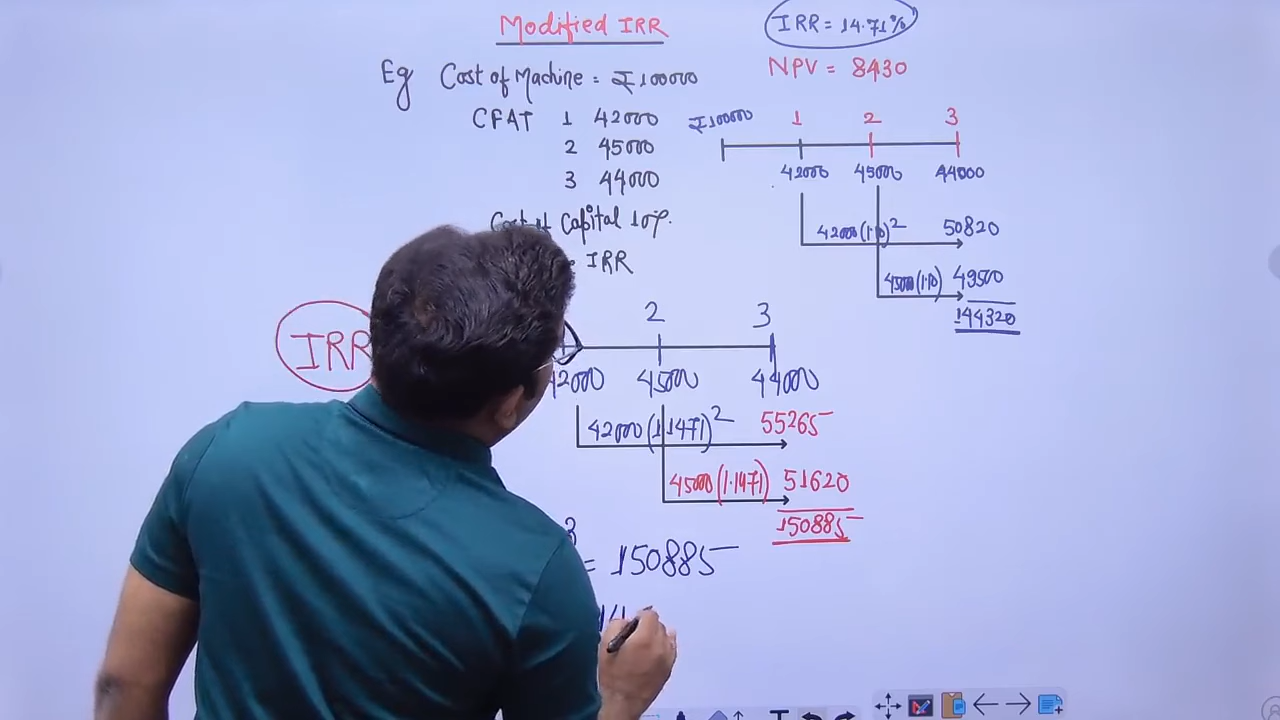 Modified IRR
IRR = 14.71%
NPV = 8430
Eg Cost of Machine = ₹100000
CFAT 1 42000
2 45000
3 44000
Cost of Capital 10%.
IRR
₹100000 1 2 3
42000 45000 44000
42000(1.10)² 50820
45000(1.10) 49500
144320
IRR
2 3
42000 45000 44000
42000(1.1471)² 55265
45000(1.1471) 51620
150885
3
= 150885
14